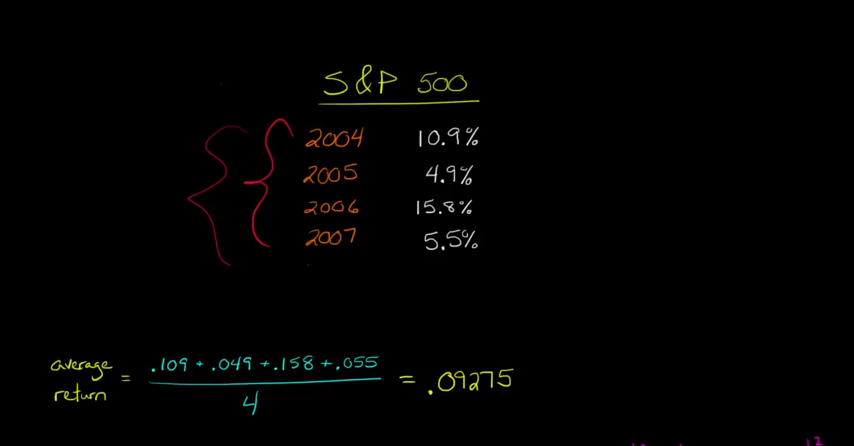 S&P 500
2004 10.9%
2005 4.9%
2006 15.8%
2007 5.5%
average return = .109 + .049 + .158 + .055 / 4 = .09275